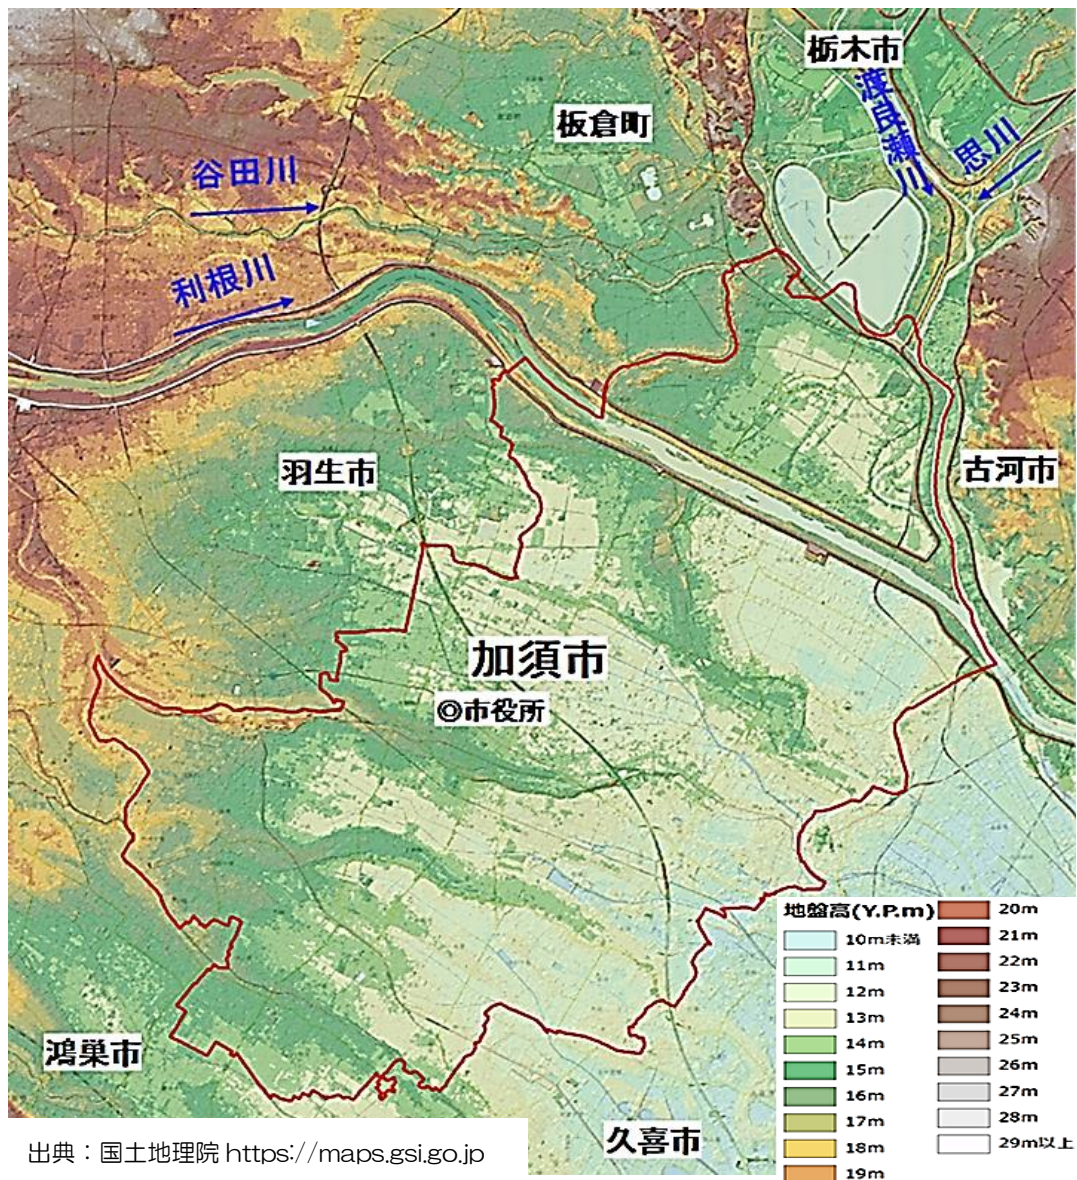 栃木市
渡良瀬川
思川
板倉町
谷田川
利根川
羽生市
古河市
加須市
◎市役所
鴻巣市
久喜市
地盤高(Y.P.m)
10m未満
11m
12m
13m
14m
15m
16m
17m
18m
19m
20m
21m
22m
23m
24m
25m
26m
27m
28m
29m以上
出典：国土地理院 https://maps.gsi.go.jp